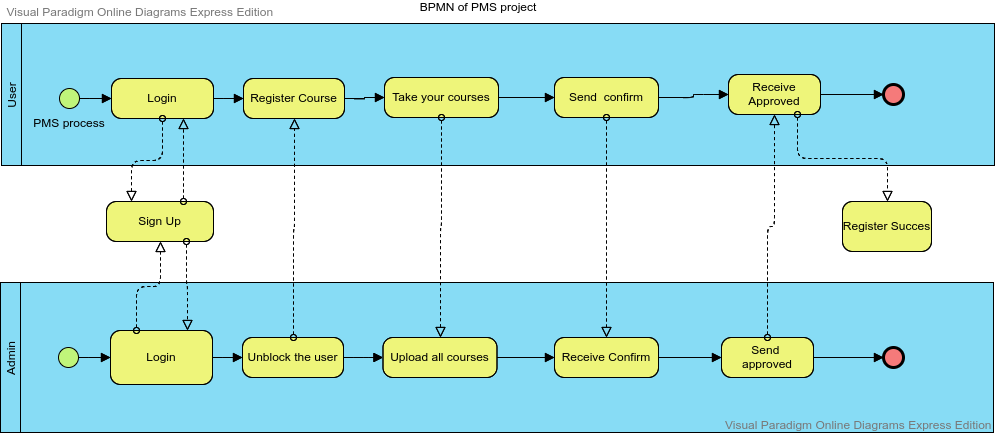 BPMN of PMS project
Visual Paradigm Online Diagrams Express Edition
User
Login
Register Course
Take your courses
Send confirm
Receive
Approved
PMS process
Sign Up
Register Succes
Admin
Login
Unblock the user
Upload all courses
Receive Confirm
Send
approved
Visual Paradigm Online Diagrams Express Edition